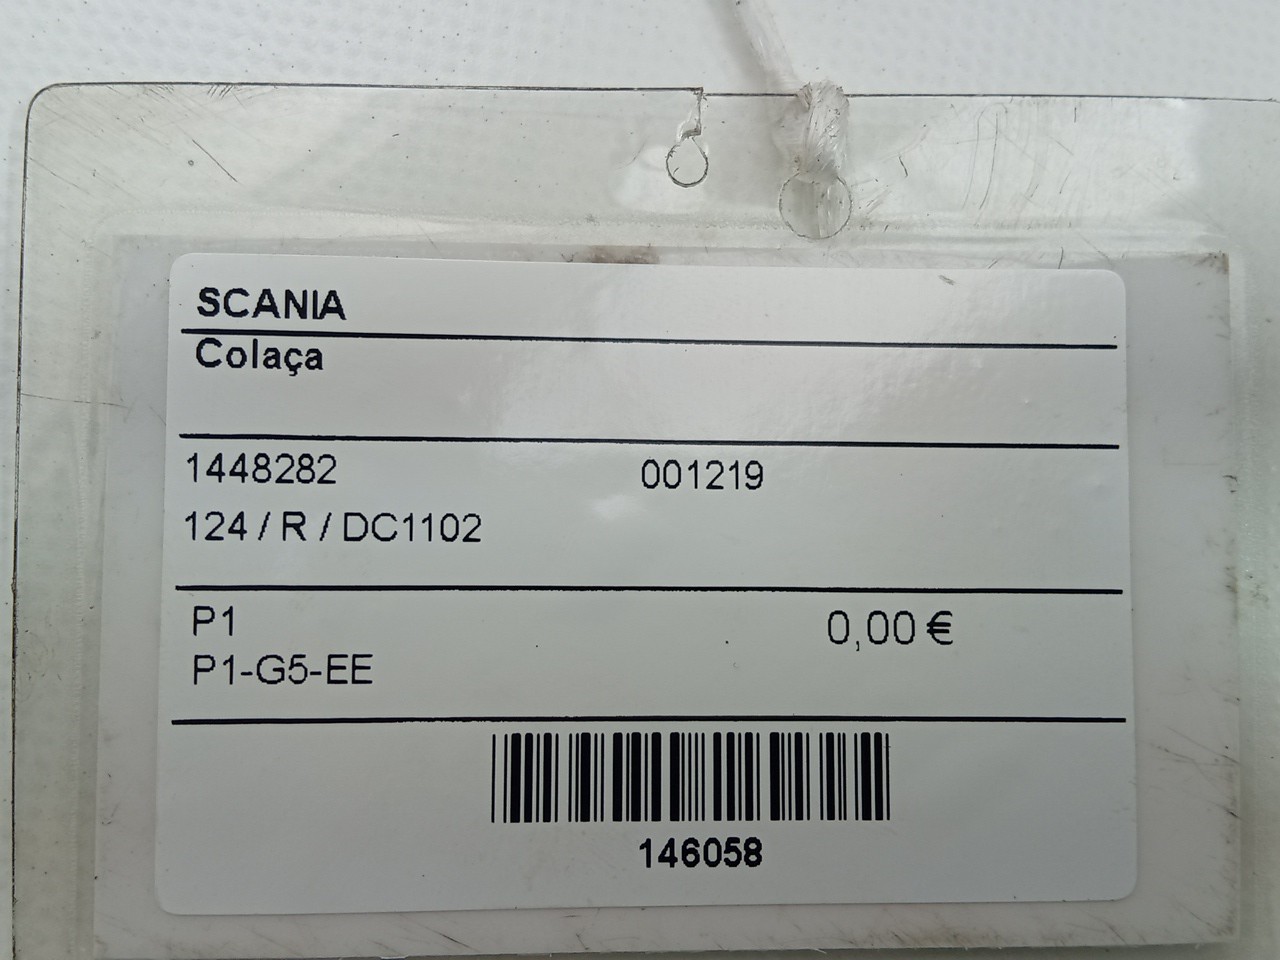 SCANIA
Colaça
1448282 001219
124 / R / DC1102
P1 0,00 €
P1-G5-EE
146058